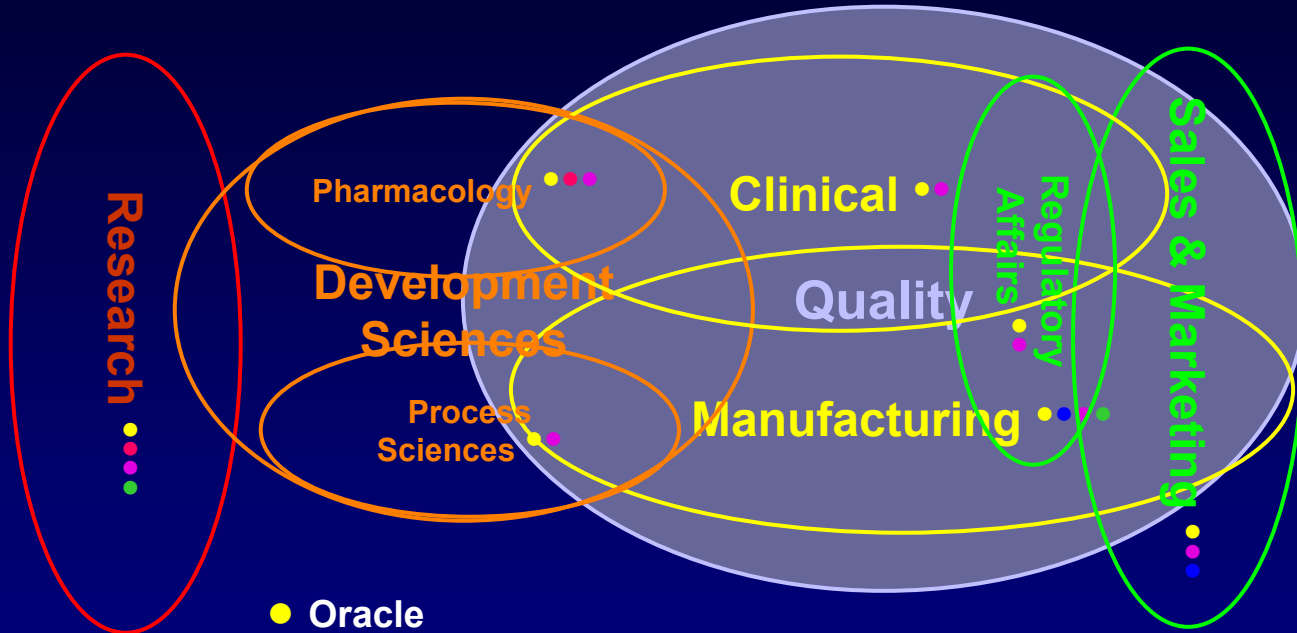 Research
Pharmacology
Development
Sciences
Process
Sciences
Clinical
Quality
Manufacturing
Regulatory
Affairs
Sales & Marketing
Oracle